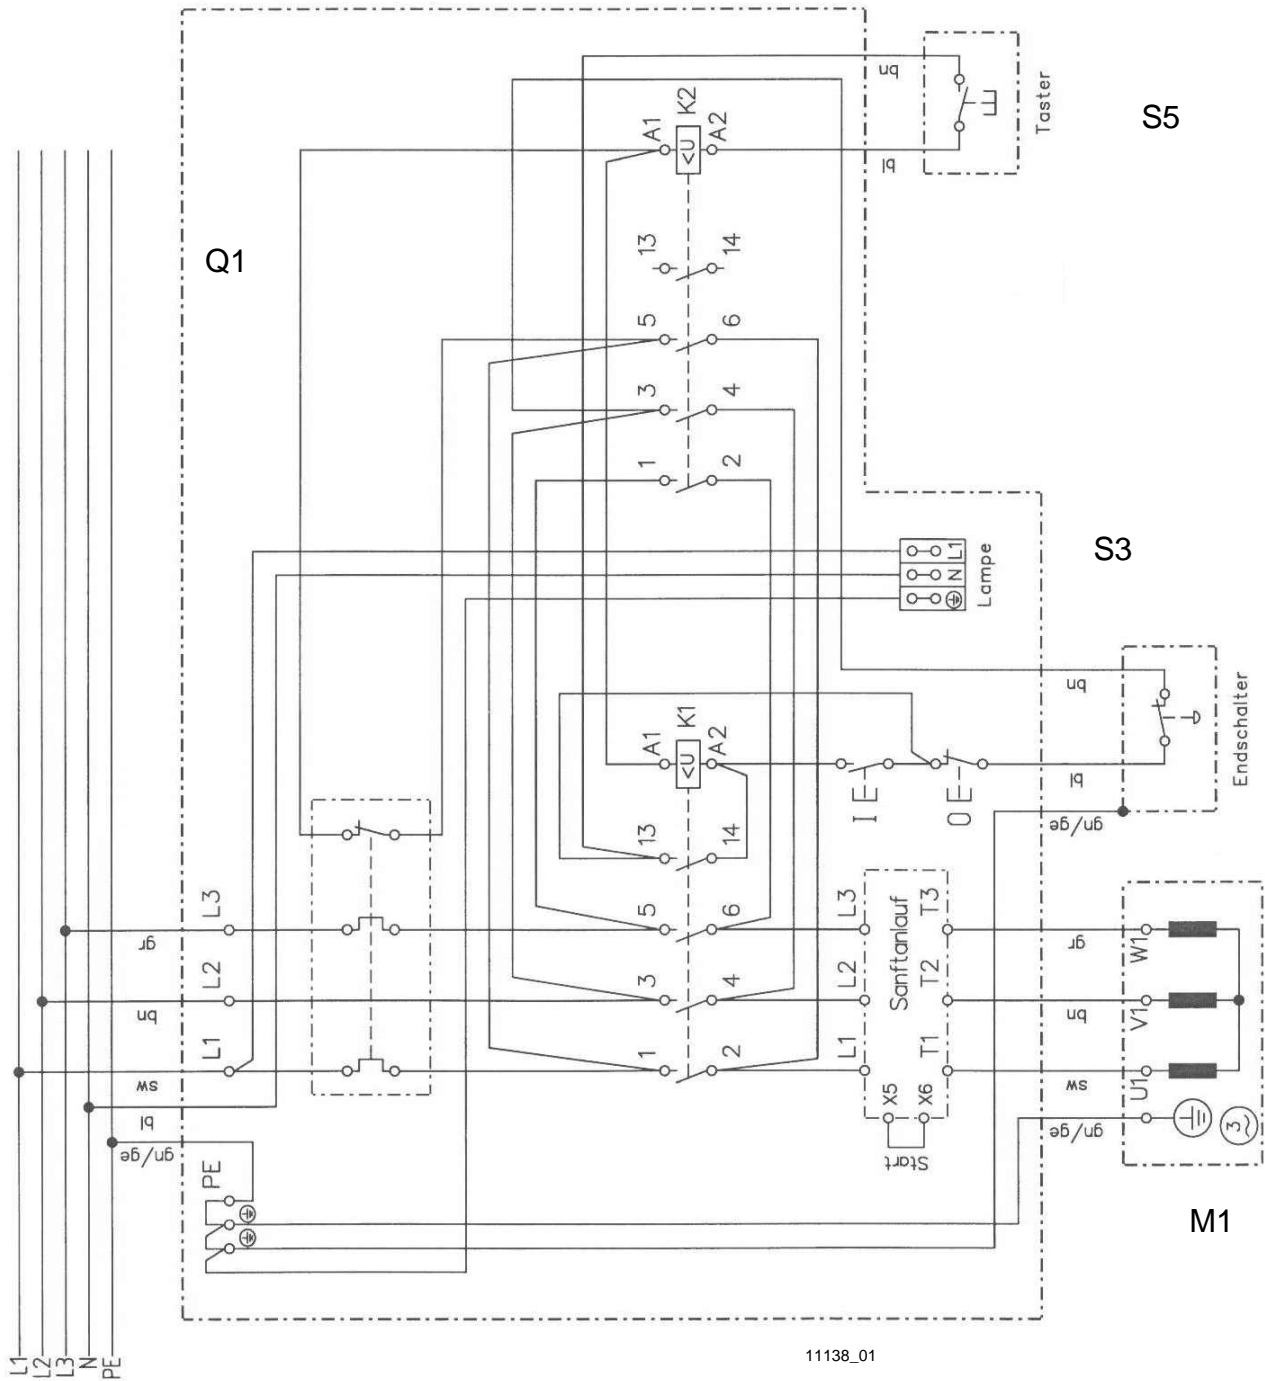 bn
K2
A1
A2
<U
Taster
S5
bl
Q1
13
14
5
6
3
4
1
2
S3
L1
N
Lampe
bn
K1
A1
A2
<U
Endschalter
I
O
bl
gn/ge
13
14
L3
gr
5
6
L3
T3
gr
W1
L2
bn
3
4
L2
Sanftanlauf
T2
bn
V1
L1
sw
1
2
L1
T1
sw
U1
bl
X5
X6
gn/ge
3~
gn/ge
PE
Start
M1
L1
L2
L3
N
PE
11138_01